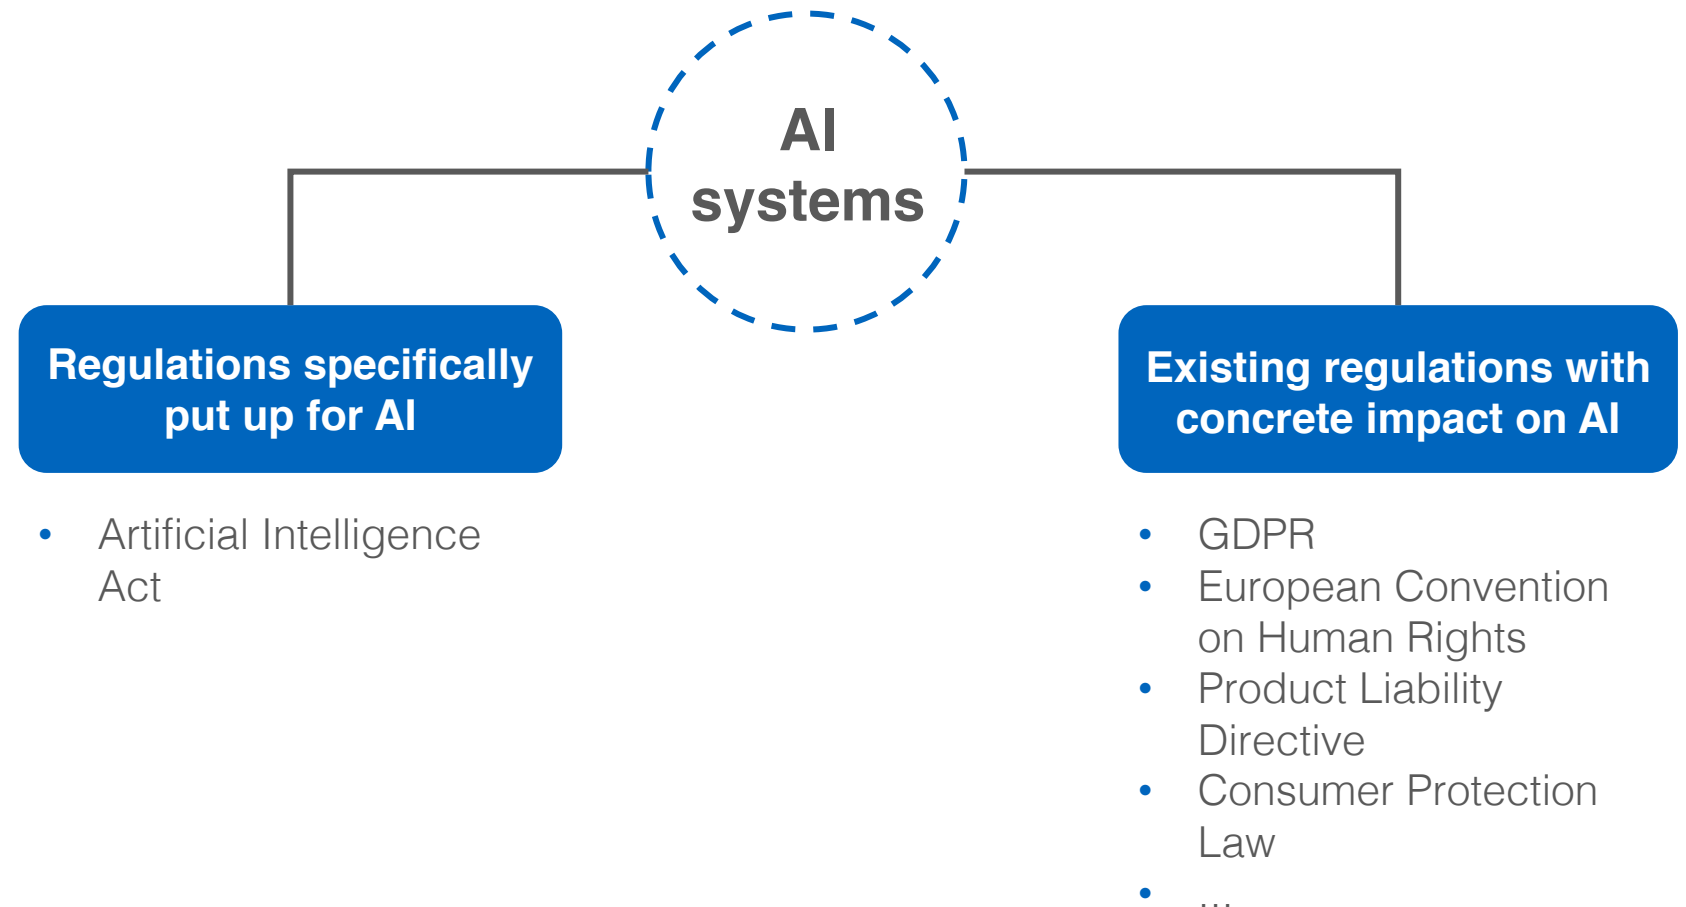 AI
systems
Regulations specifically
put up for AI
• Artificial Intelligence
Act
Existing regulations with
concrete impact on AI
• GDPR
• European Convention
on Human Rights
• Product Liability
Directive
• Consumer Protection
Law
• ...